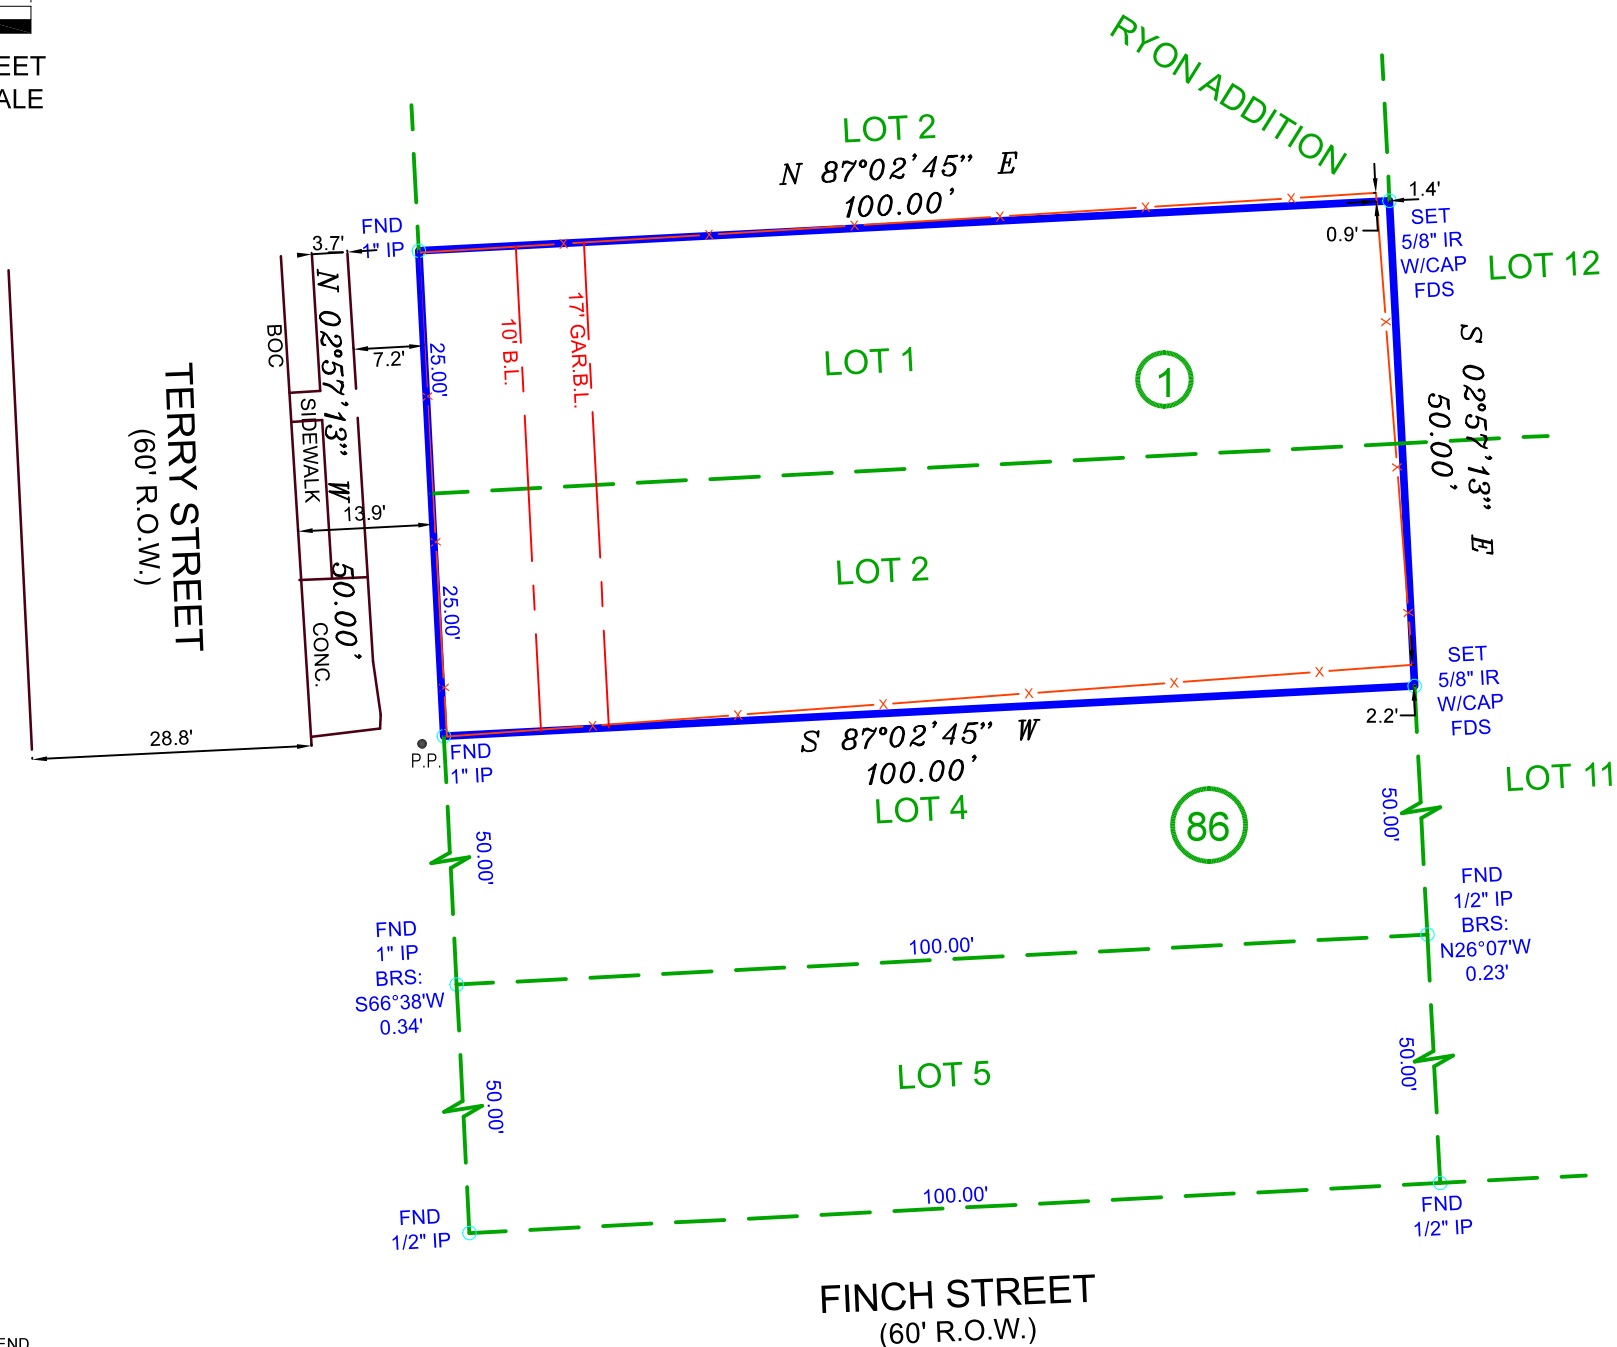 EET
ALE
RYON ADDITION
LOT 2
N 87°02'45" E
100.00'
1.4'
FND
1" IP
3.7'
SET
5/8" IR
W/CAP
FDS
0.9'
LOT 12
BOC
N 02°57'13" W 50.00'
7.2'
25.00'
10' B.L.
17' GAR.B.L.
LOT 1
1
S 02°57'13" E
50.00'
TERRY STREET
(60' R.O.W.)
SIDEWALK
13.9'
LOT 2
25.00'
CONC.
SET
5/8" IR
W/CAP
FDS
2.2'
28.8'
P.P.
FND
1" IP
S 87°02'45" W
100.00'
LOT 4
86
LOT 11
50.00'
50.00'
FND
1/2" IP
BRS:
N26°07'W
0.23'
FND
1" IP
BRS:
S66°38'W
0.34'
100.00'
LOT 5
50.00'
50.00'
100.00'
FND
1/2" IP
FND
1/2" IP
FINCH STREET
(60' R.O.W.)
END